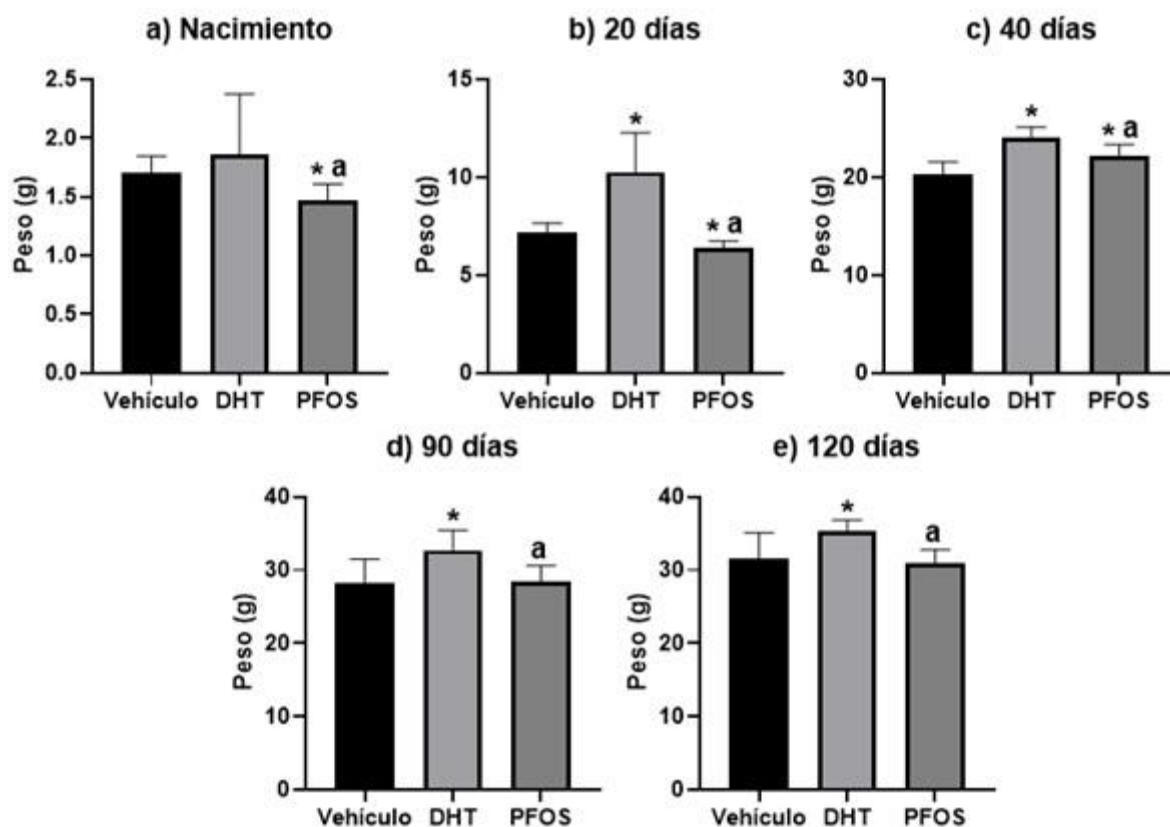 a) Nacimiento
Peso (g)
2.5
2.0
1.5
1.0
0.5
0.0
* a
Vehículo DHT PFOS
b) 20 días
Peso (g)
15
10
5
0
*
* a
Vehículo DHT PFOS
c) 40 días
Peso (g)
30
20
10
0
*
* a
Vehículo DHT PFOS
d) 90 días
Peso (g)
40
30
20
10
0
*
a
Vehículo DHT PFOS
e) 120 días
Peso (g)
40
30
20
10
0
*
a
Vehículo DHT PFOS